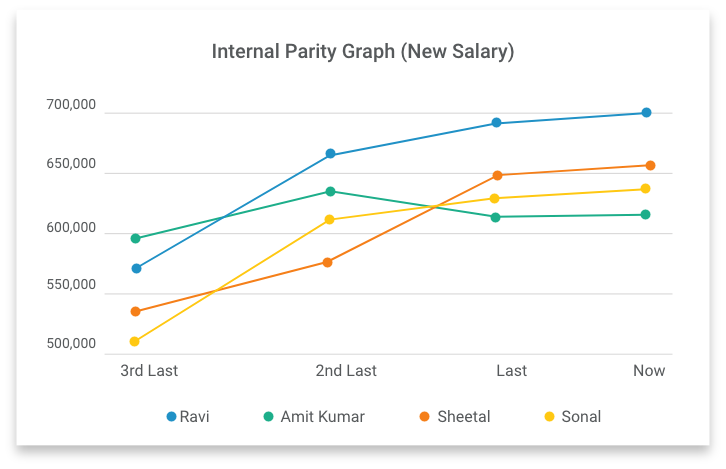 Internal Parity Graph (New Salary)
700,000
650,000
600,000
550,000
500,000
3rd Last 2nd Last Last Now
Ravi Amit Kumar Sheetal Sonal